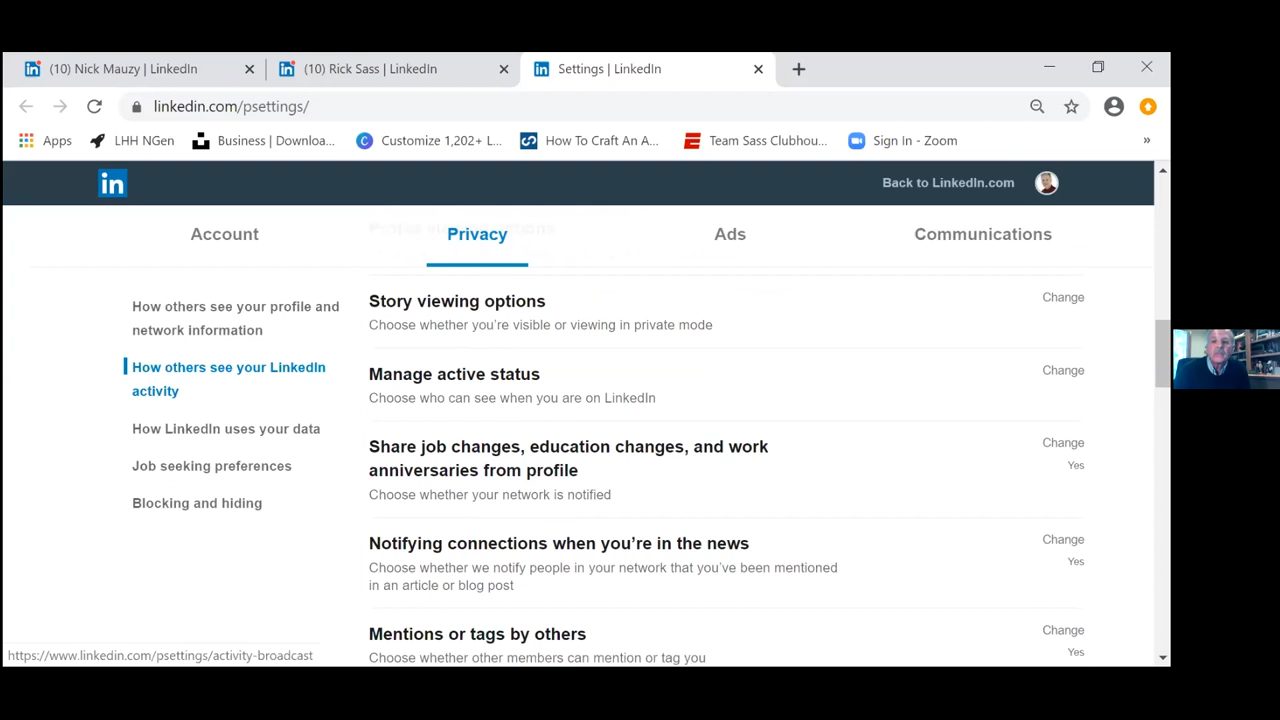 (10) Nick Mauzy | LinkedIn
(10) Rick Sass | LinkedIn
Settings | LinkedIn
linkedin.com/psettings/
Apps
LHH NGen
Business | Downloa...
Customize 1,202+ L...
How To Craft An A...
Team Sass Clubhou...
Sign In - Zoom
»
in
Back to LinkedIn.com
Account
Privacy
Ads
Communications
How others see your profile and
network information
How others see your LinkedIn
activity
How LinkedIn uses your data
Job seeking preferences
Blocking and hiding
Story viewing options
Change
Choose whether you’re visible or viewing in private mode
Manage active status
Change
Choose who can see when you are on LinkedIn
Share job changes, education changes, and work
anniversaries from profile
Change
Yes
Choose whether your network is notified
Notifying connections when you’re in the news
Change
Yes
Choose whether we notify people in your network that you’ve been mentioned
in an article or blog post
Mentions or tags by others
Change
Yes
Choose whether other members can mention or tag you
https://www.linkedin.com/psettings/activity-broadcast